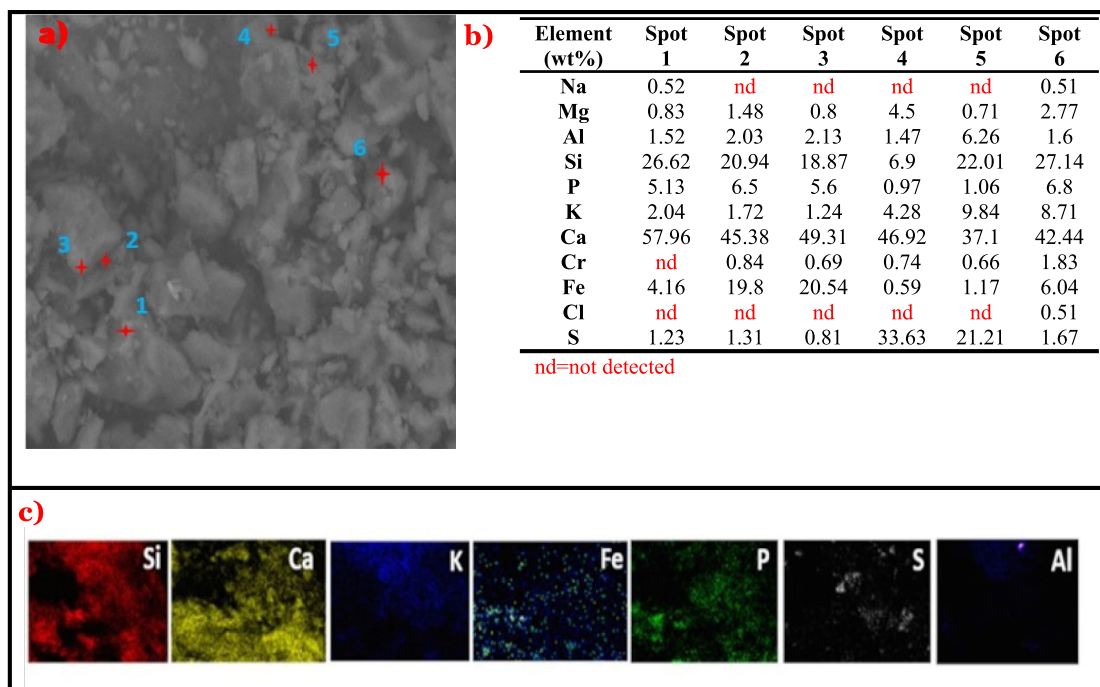 a)
4
5
6
3
2
1
b)
Element Spot Spot Spot Spot Spot Spot
(wt%) 1 2 3 4 5 6
Na 0.52 nd nd nd nd 0.51
Mg 0.83 1.48 0.8 4.5 0.71 2.77
Al 1.52 2.03 2.13 1.47 6.26 1.6
Si 26.62 20.94 18.87 6.9 22.01 27.14
P 5.13 6.5 5.6 0.97 1.06 6.8
K 2.04 1.72 1.24 4.28 9.84 8.71
Ca 57.96 45.38 49.31 46.92 37.1 42.44
Cr nd 0.84 0.69 0.74 0.66 1.83
Fe 4.16 19.8 20.54 0.59 1.17 6.04
Cl nd nd nd nd nd 0.51
S 1.23 1.31 0.81 33.63 21.21 1.67
nd=not detected
c)
Si Ca K Fe P S Al